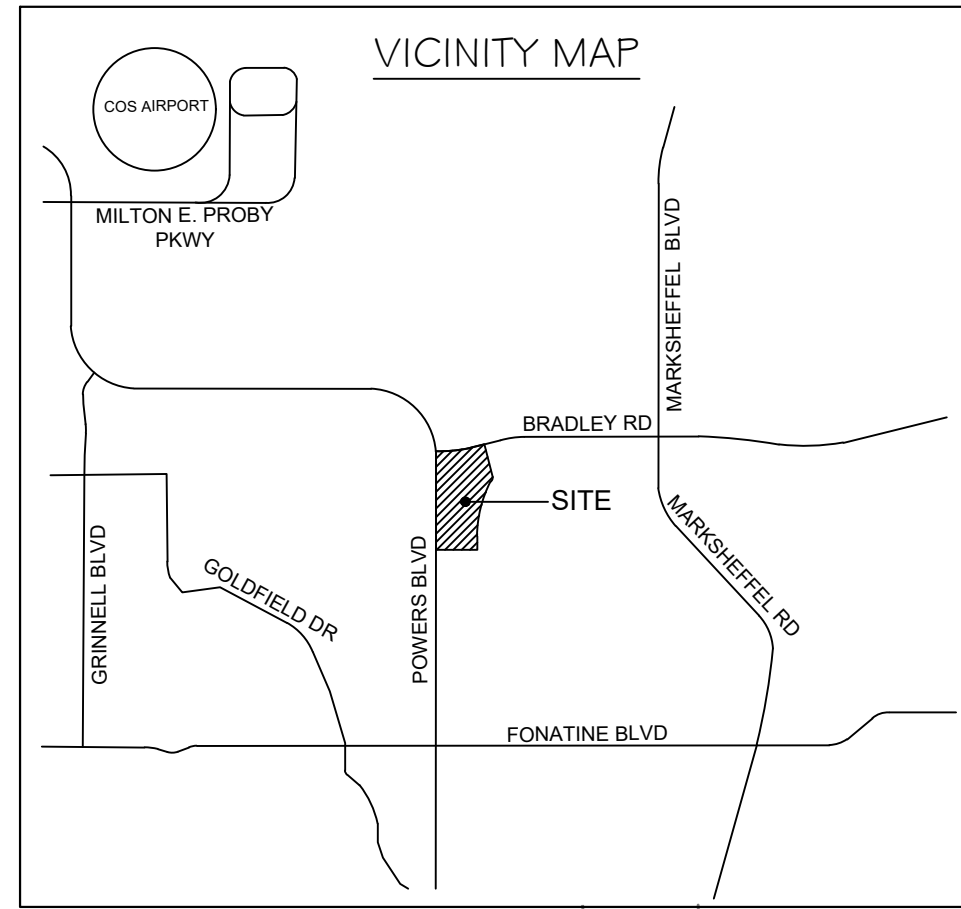 VICINITY MAP
COS AIRPORT
MILTON E. PROBY
PKWY
MARKSHEFFEL BLVD
BRADLEY RD
SITE
MARKSHEFFEL RD
GRINNELL BLVD
GOLDFIELD DR
POWERS BLVD
FONATINE BLVD